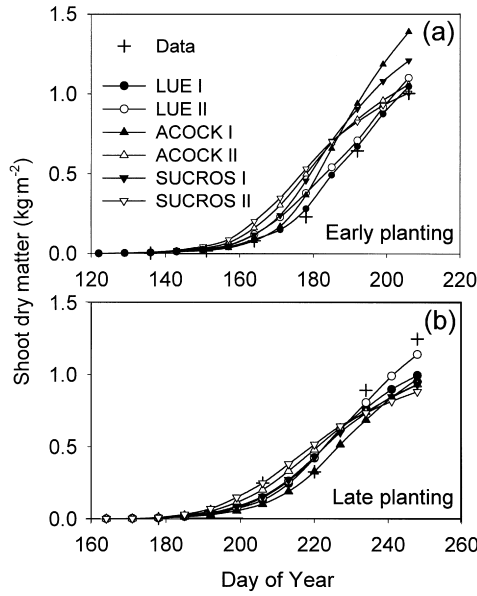 1.5
(a)
Data
LUE I
LUE II
1.0
ACOCK I
ACOCK II
SUCROS I
0.5
SUCROS II
Early planting
0.0
120 140 160 180 200 220
Shoot dry matter (kg·m-2)
1.5
(b)
1.0
0.5
Late planting
0.0
160 180 200 220 240 260
Day of Year